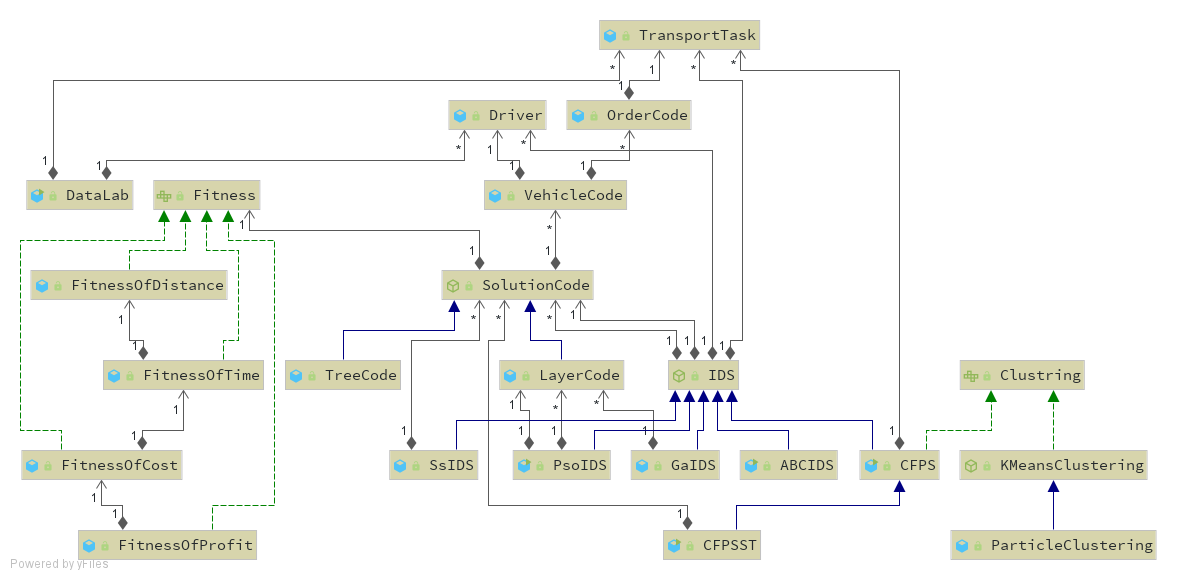 TransportTask
* 1 * *
1
Driver OrderCode
1 * 1 * *
1 1 1
DataLab Fitness VehicleCode
1 *
1 1
FitnessOfDistance SolutionCode
1 * * * 1
1 1 1 1 1
FitnessOfTime TreeCode LayerCode IDS Clustring
1 1 * *
1 1 1 1 1 1
FitnessOfCost SsIDS PsoIDS GaIDS ABCIDS CFPS KMeansClustering
1
1 1
FitnessOfProfit CFPSST ParticleClustering
Powered by yFiles